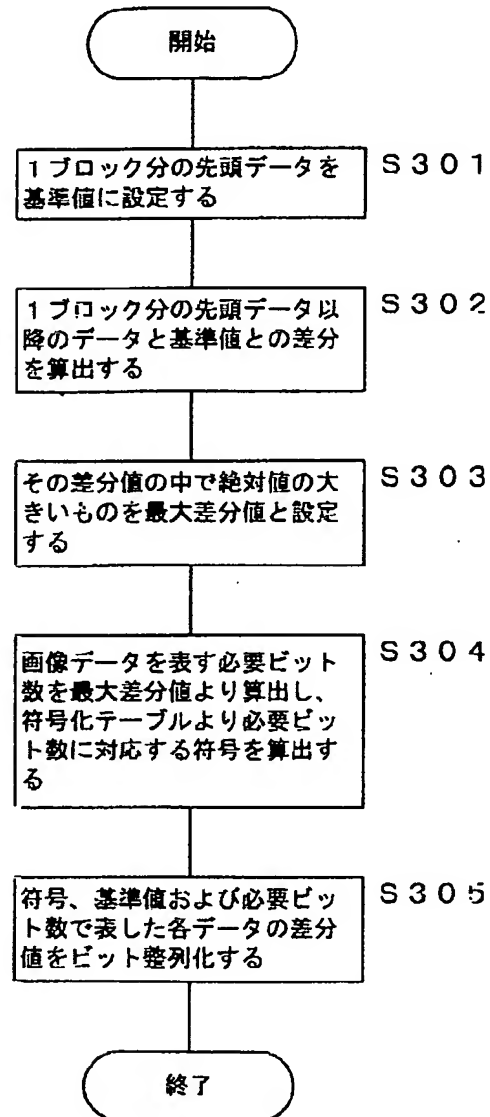 開始
1ブロック分の先頭データを
基準値に設定する
S301
1ブロック分の先頭データ以
降のデータと基準値との差分
を算出する
S302
その差分値の中で絶対値の大
きいものを最大差分値と設定
する
S303
画像データを表す必要ビット
数を最大差分値より算出し、
符号化テーブルより必要ビッ
ト数に対応する符号を算出す
る
S304
符号、基準値および必要ビッ
ト数で表した各データの差分
値をビット整列化する
S305
終了